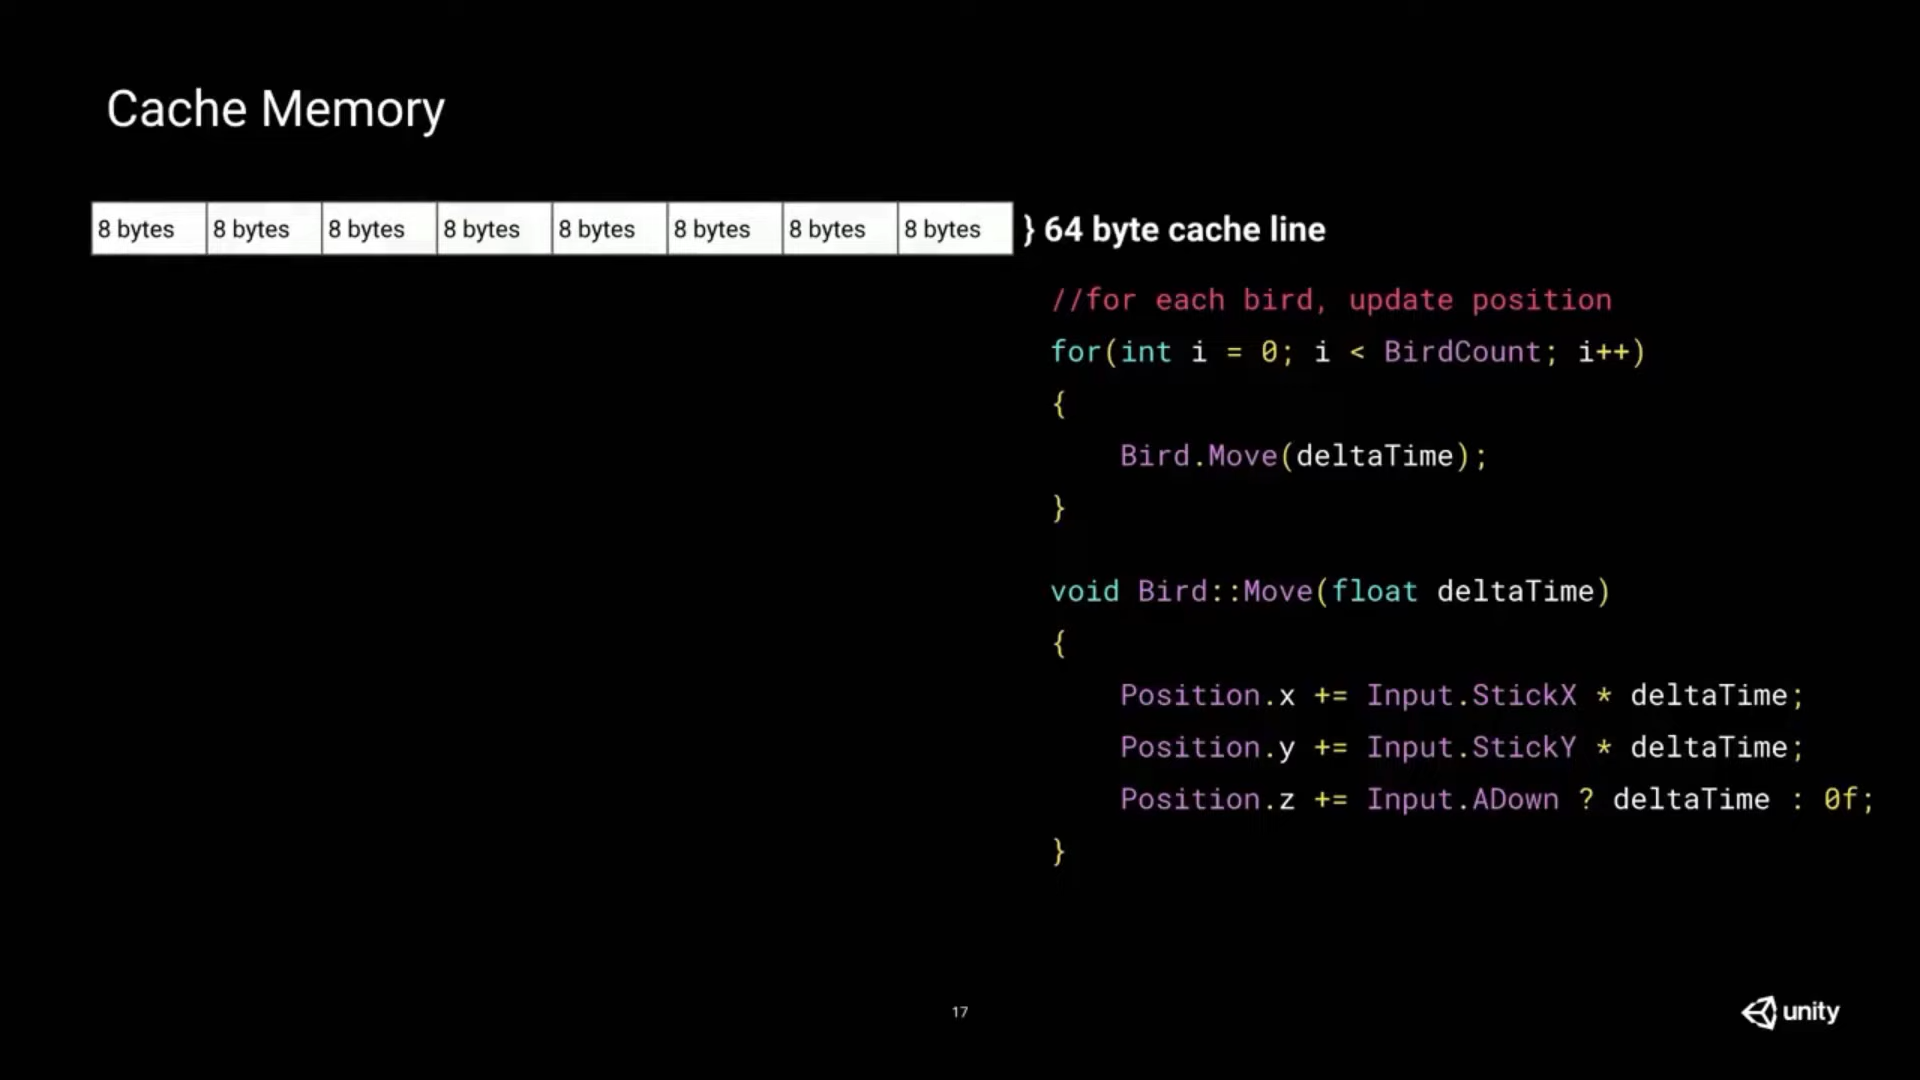 Cache Memory
8 bytes 8 bytes 8 bytes 8 bytes 8 bytes 8 bytes 8 bytes 8 bytes } 64 byte cache line
//for each bird, update position
for(int i = 0; i < BirdCount; i++)
{
Bird.Move(deltaTime);
}
void Bird::Move(float deltaTime)
{
Position.x += Input.StickX * deltaTime;
Position.y += Input.StickY * deltaTime;
Position.z += Input.ADown ? deltaTime : 0f;
}
17
unity